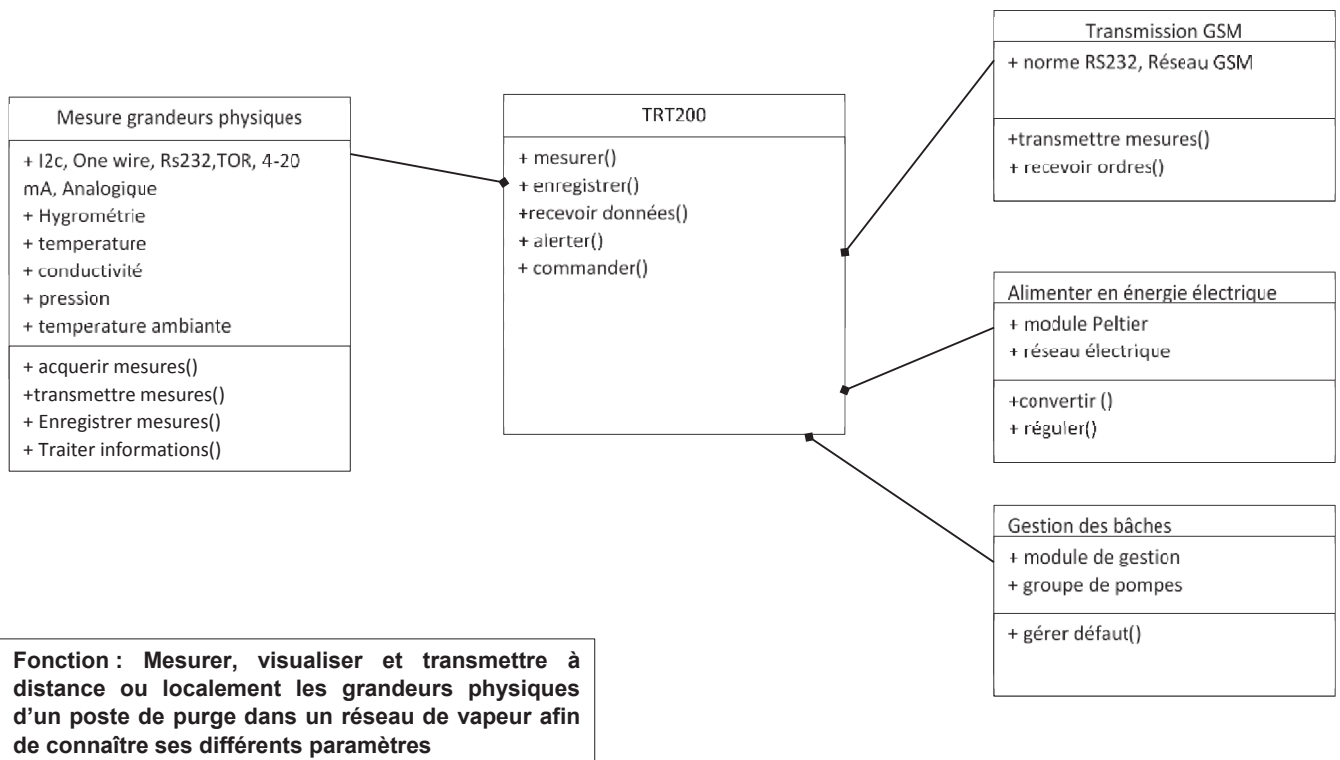 Mesure grandeurs physiques
+ I2c, One wire, Rs232,TOR, 4-20
mA, Analogique
+ Hygrométrie
+ temperature
+ conductivité
+ pression
+ temperature ambiante
+ acquerir mesures()
+transmettre mesures()
+ Enregistrer mesures()
+ Traiter informations()
TRT200
+ mesurer()
+ enregistrer()
+recevoir données()
+ alerter()
+ commander()
Transmission GSM
+ norme RS232, Réseau GSM
+transmettre mesures()
+ recevoir ordres()
Alimenter en énergie électrique
+ module Peltier
+ réseau électrique
+convertir ()
+ réguler()
Gestion des bâches
+ module de gestion
+ groupe de pompes
+ gérer défaut()
Fonction : Mesurer, visualiser et transmettre à
distance ou localement les grandeurs physiques
d'un poste de purge dans un réseau de vapeur afin
de connaître ses différents paramètres